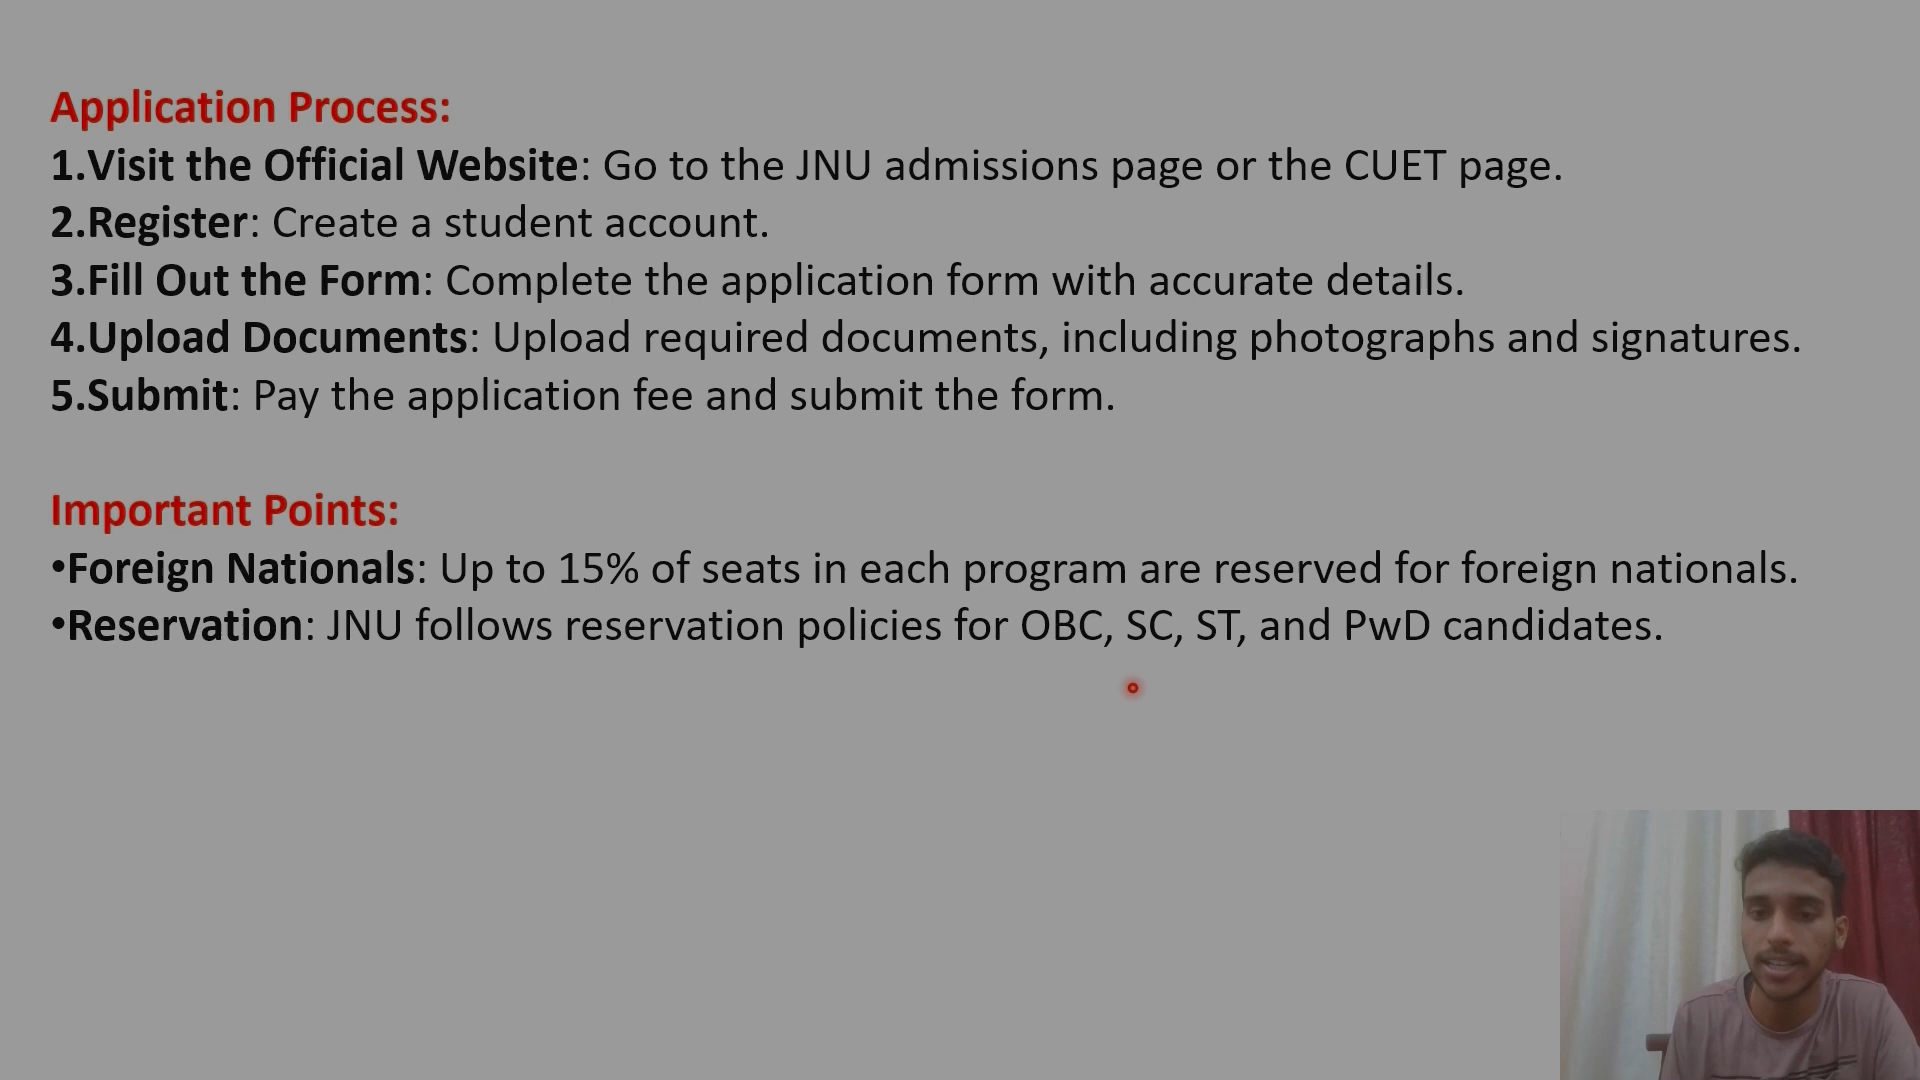 Application Process:
1.Visit the Official Website: Go to the JNU admissions page or the CUET page.
2.Register: Create a student account.
3.Fill Out the Form: Complete the application form with accurate details.
4.Upload Documents: Upload required documents, including photographs and signatures.
5.Submit: Pay the application fee and submit the form.
Important Points:
•Foreign Nationals: Up to 15% of seats in each program are reserved for foreign nationals.
•Reservation: JNU follows reservation policies for OBC, SC, ST, and PwD candidates.